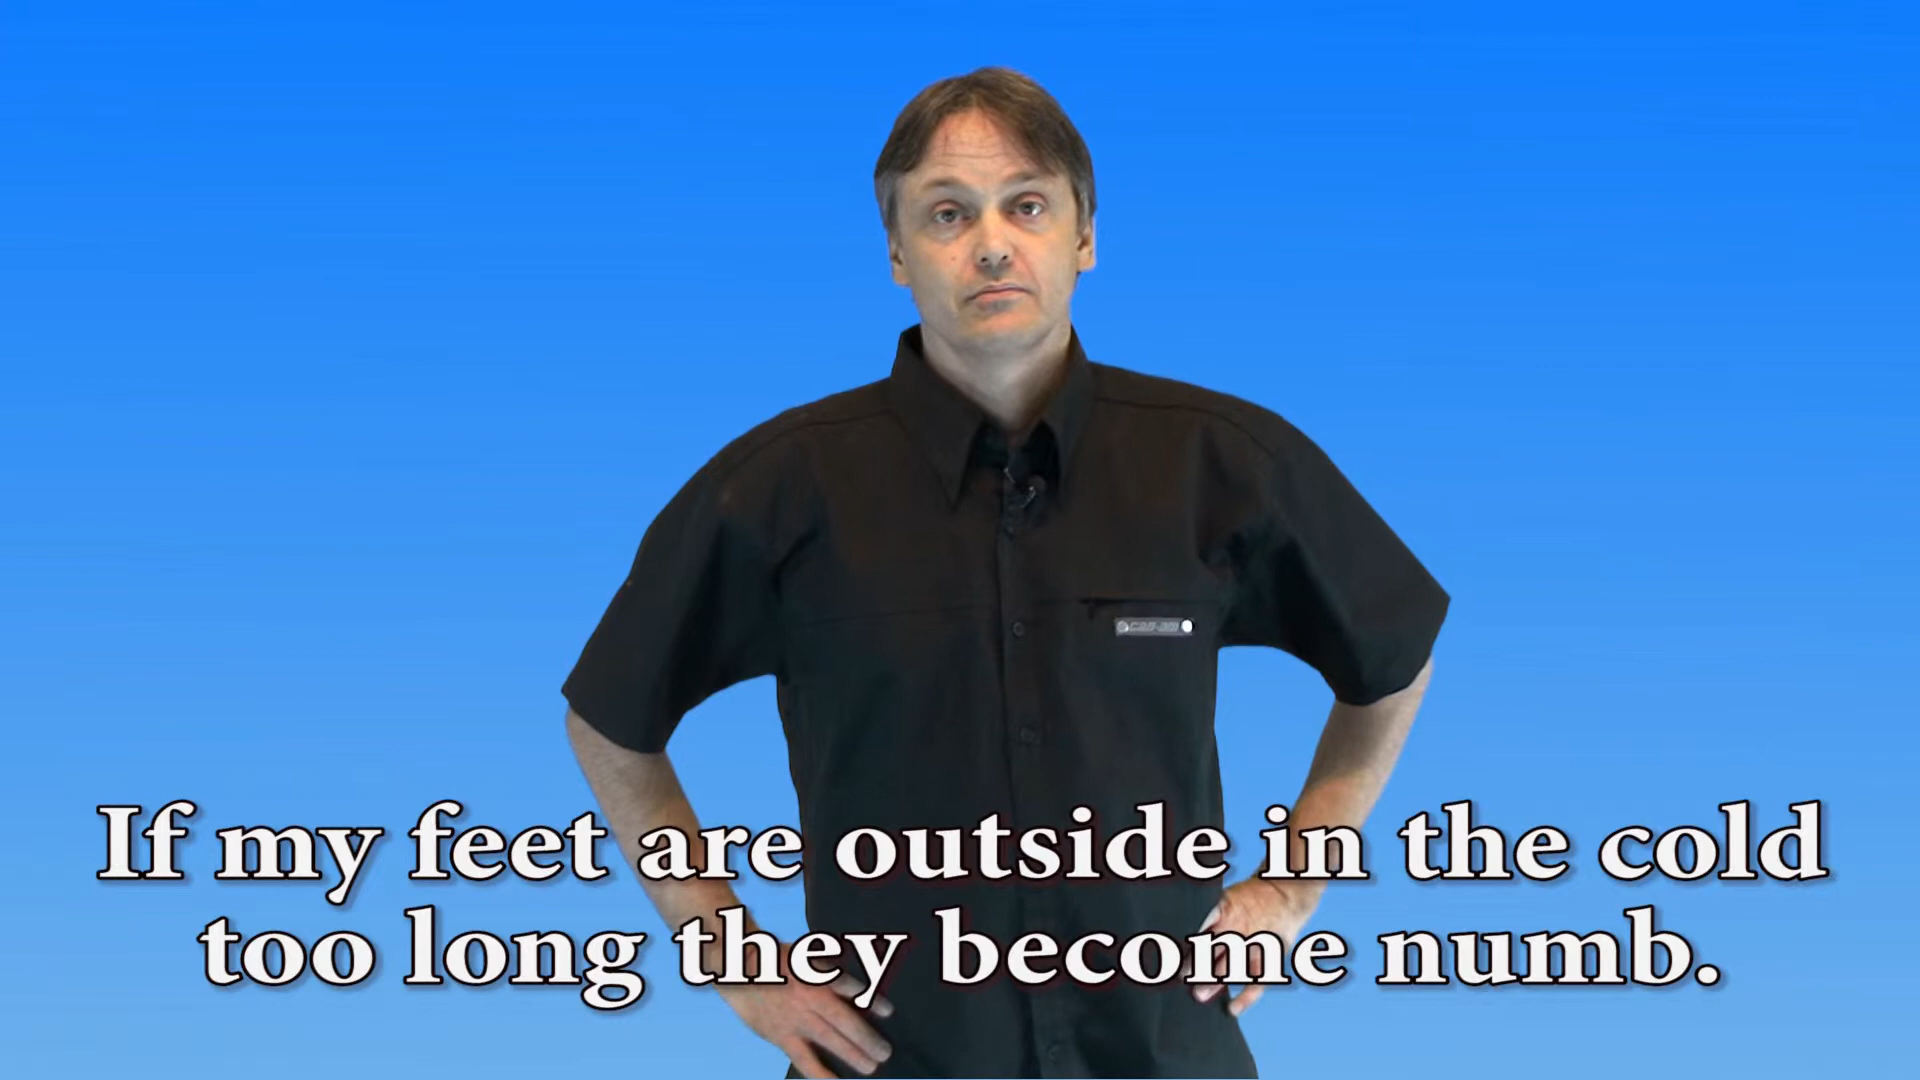 If my feet are outside in the cold
too long they become numb.